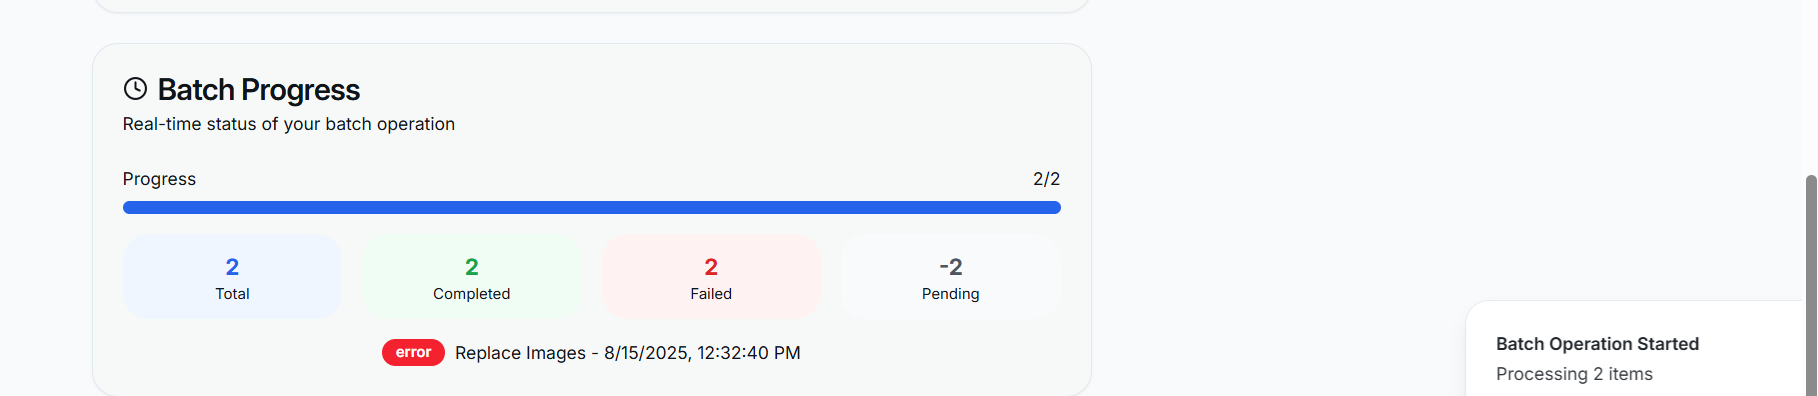 Batch Progress
Real-time status of your batch operation
Progress
2/2
2
Total
2
Completed
2
Failed
-2
Pending
error Replace Images - 8/15/2025, 12:32:40 PM
Batch Operation Started
Processing 2 items